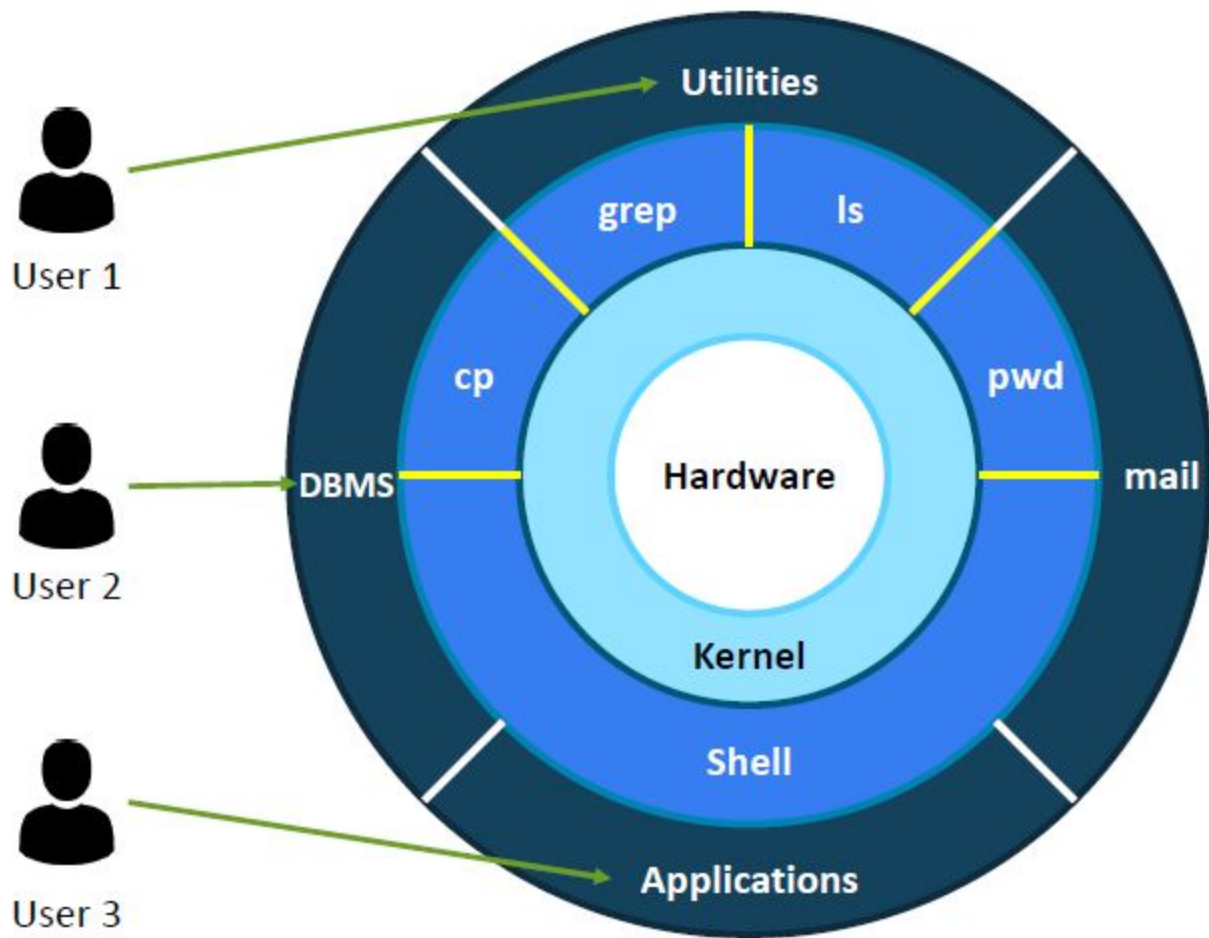 Utilities
grep
ls
User 1
cp
pwd
Hardware
DBMS
mail
User 2
Kernel
Shell
Applications
User 3